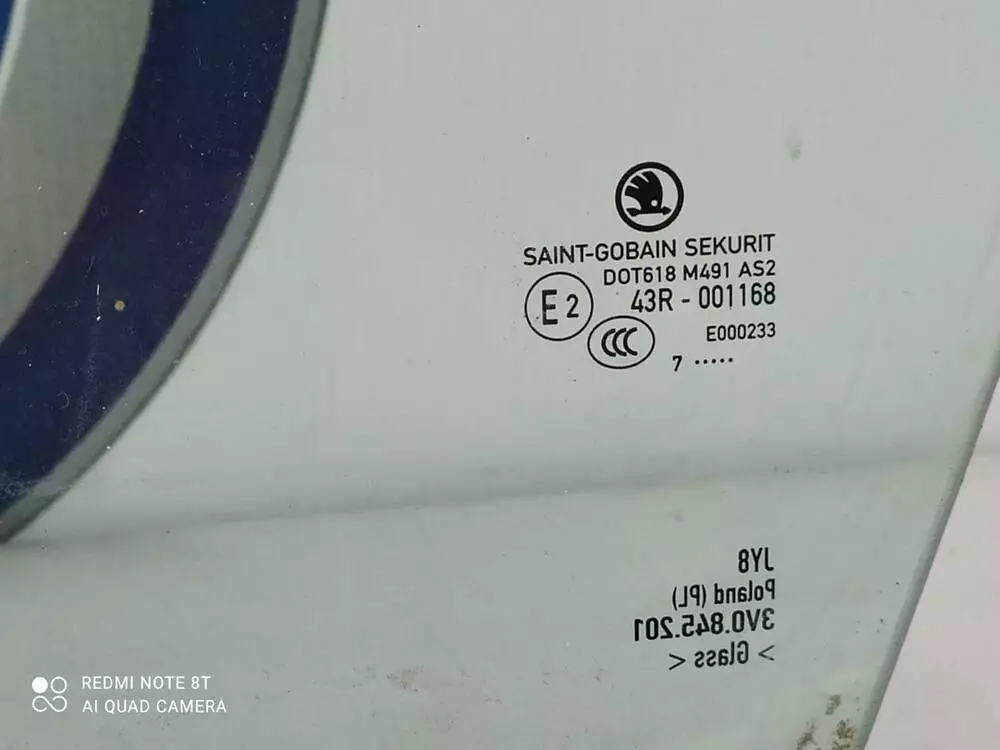 SAINT-GOBAIN SEKURIT
DOT618 M491 AS2
E2 43R - 001168
CCC E000233
7 .....
JY8
Poland (PL)
3V0.845.201
> Glass <
REDMI NOTE 8T
AI QUAD CAMERA